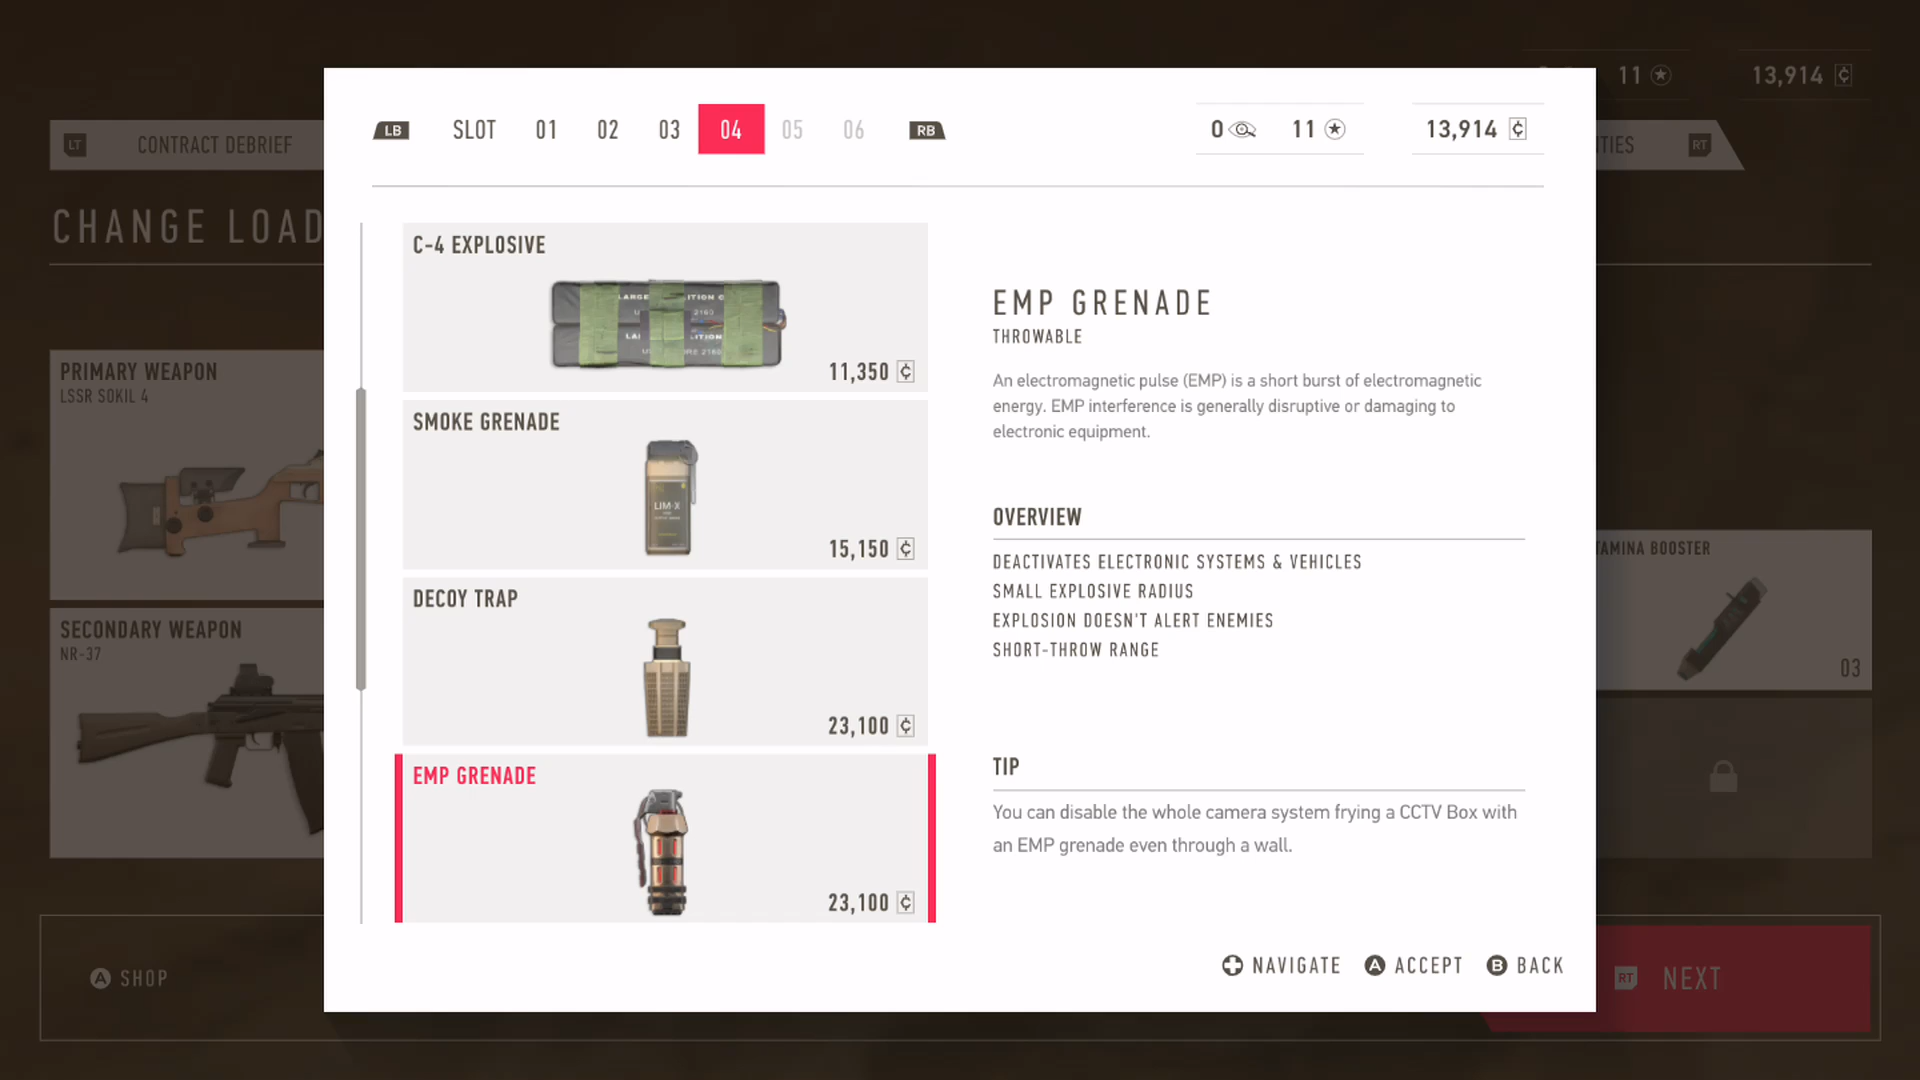 11
13,914
LT
CONTRACT DEBRIEF
RT
CHANGE LOAD
LB
SLOT
01
02
03
04
05
06
RB
0
11
13,914
PRIMARY WEAPON
LSSR SOKIL 4
SECONDARY WEAPON
NR-37
C-4 EXPLOSIVE
11,350
SMOKE GRENADE
LIM-X
15,150
DECOY TRAP
23,100
EMP GRENADE
23,100
EMP GRENADE
THROWABLE
An electromagnetic pulse (EMP) is a short burst of electromagnetic
energy. EMP interference is generally disruptive or damaging to
electronic equipment.
OVERVIEW
DEACTIVATES ELECTRONIC SYSTEMS & VEHICLES
SMALL EXPLOSIVE RADIUS
EXPLOSION DOESN'T ALERT ENEMIES
SHORT-THROW RANGE
TIP
You can disable the whole camera system frying a CCTV Box with
an EMP grenade even through a wall.
TAMINA BOOSTER
03
A SHOP
NAVIGATE
A ACCEPT
B BACK
RT NEXT